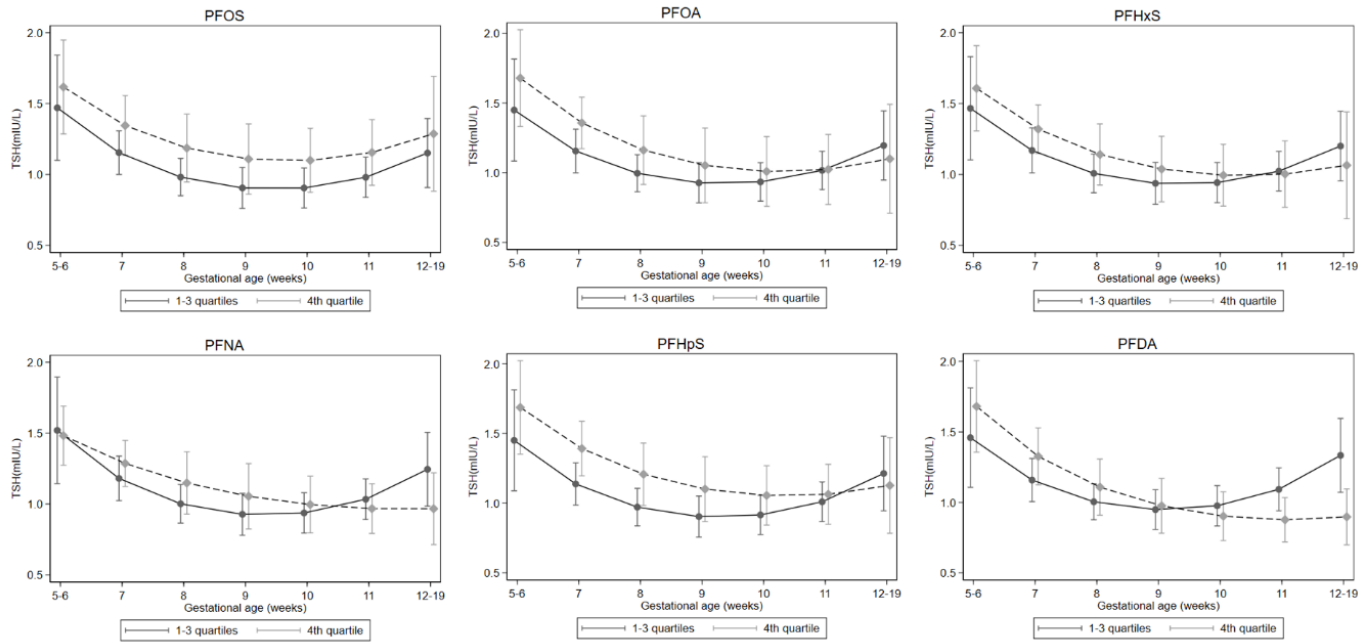 PFOS
2.0
1.5
1.0
0.5
TSH(mIU/L)
5-6 7 8 9 10 11 12-19
Gestational age (weeks)
1-3 quartiles 4th quartile
PFOA
2.0
1.5
1.0
0.5
TSH(mIU/L)
5-6 7 8 9 10 11 12-19
Gestational age (weeks)
1-3 quartiles 4th quartile
PFHxS
2.0
1.5
1.0
0.5
TSH(mIU/L)
5-6 7 8 9 10 11 12-19
Gestational age (weeks)
1-3 quartiles 4th quartile
PFNA
2.0
1.5
1.0
0.5
TSH(mIU/L)
5-6 7 8 9 10 11 12-19
Gestational age (weeks)
1-3 quartiles 4th quartile
PFHpS
2.0
1.5
1.0
0.5
TSH(mIU/L)
5-6 7 8 9 10 11 12-19
Gestational age (weeks)
1-3 quartiles 4th quartile
PFDA
2.0
1.5
1.0
0.5
TSH(mIU/L)
5-6 7 8 9 10 11 12-19
Gestational age (weeks)
1-3 quartiles 4th quartile